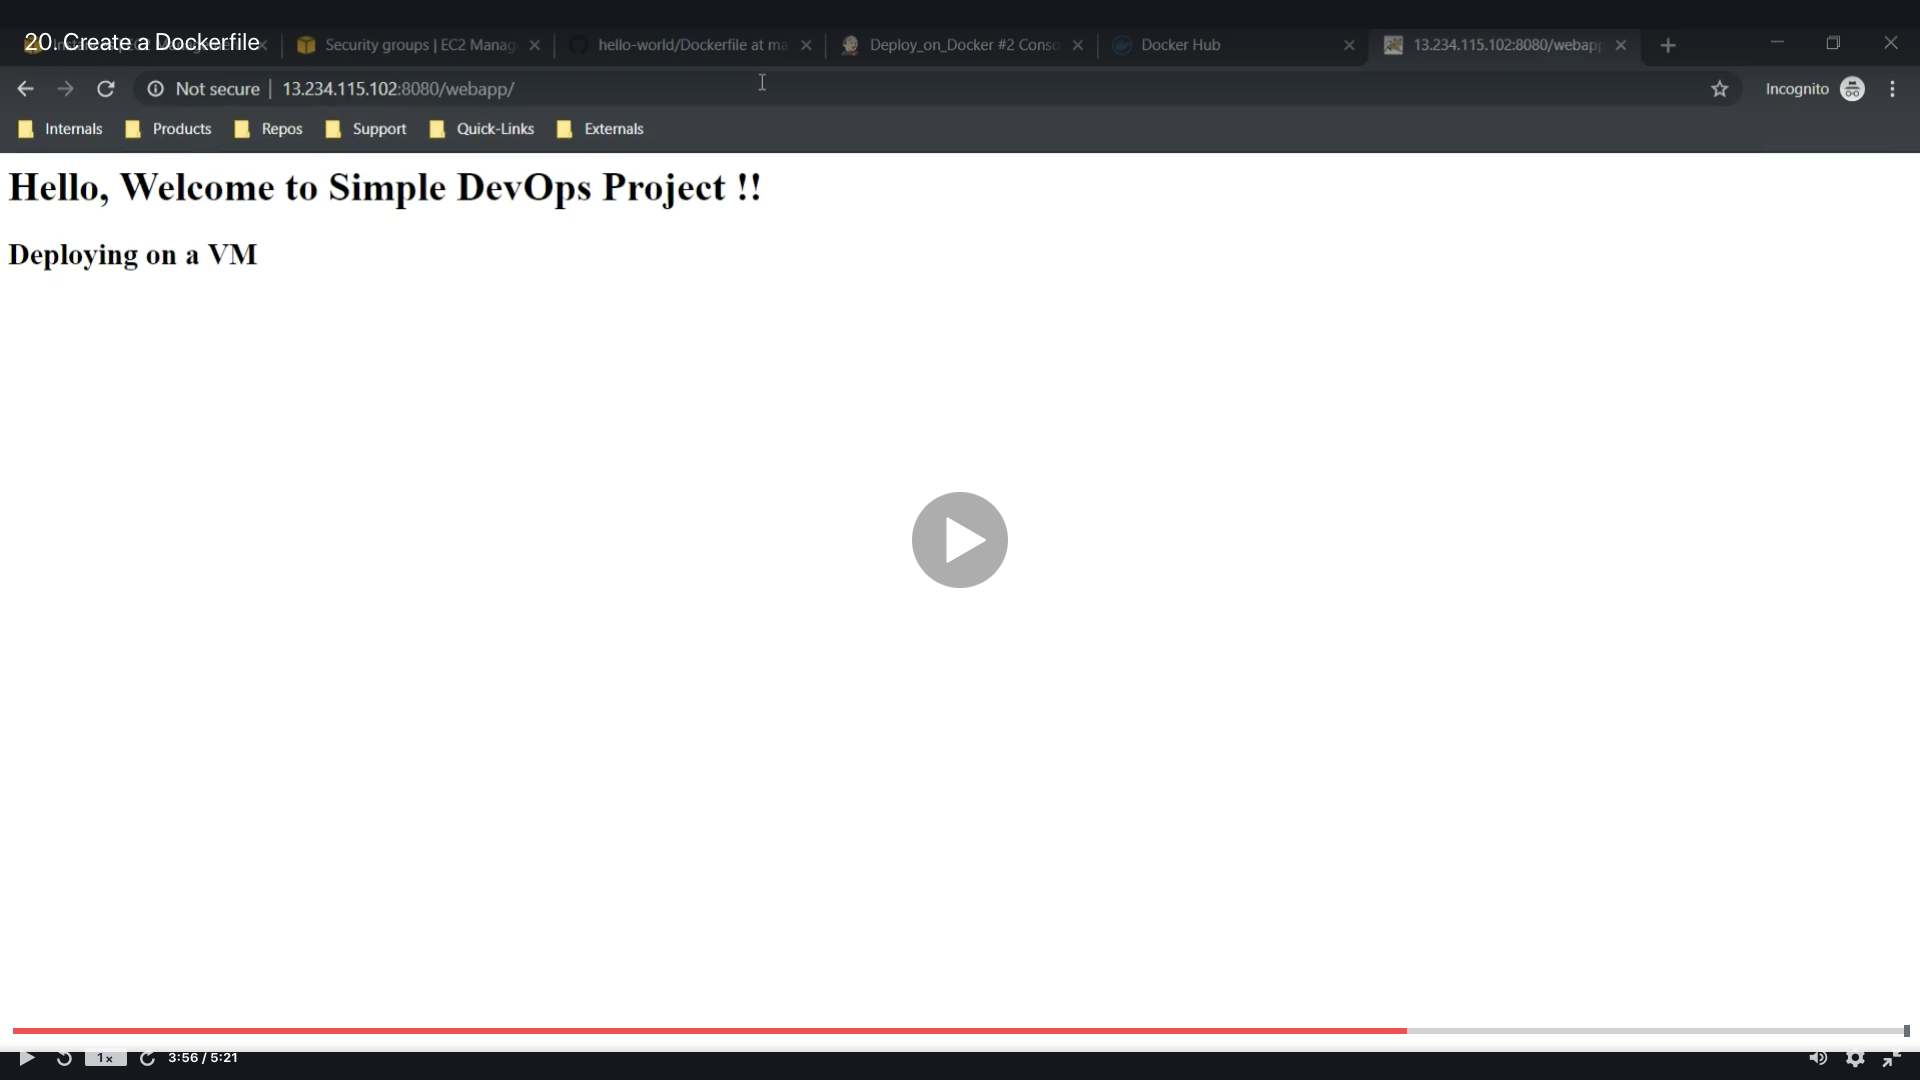 20. Create a Dockerfile
Security groups | EC2 Manag
hello-world/Dockerfile at ma
Deploy_on_Docker #2 Conso
Docker Hub
13.234.115.102:8080/webapp
Not secure | 13.234.115.102:8080/webapp/
Incognito
Internals
Products
Repos
Support
Quick-Links
Externals
Hello, Welcome to Simple DevOps Project !!
Deploying on a VM
1x
3:56 / 5:21